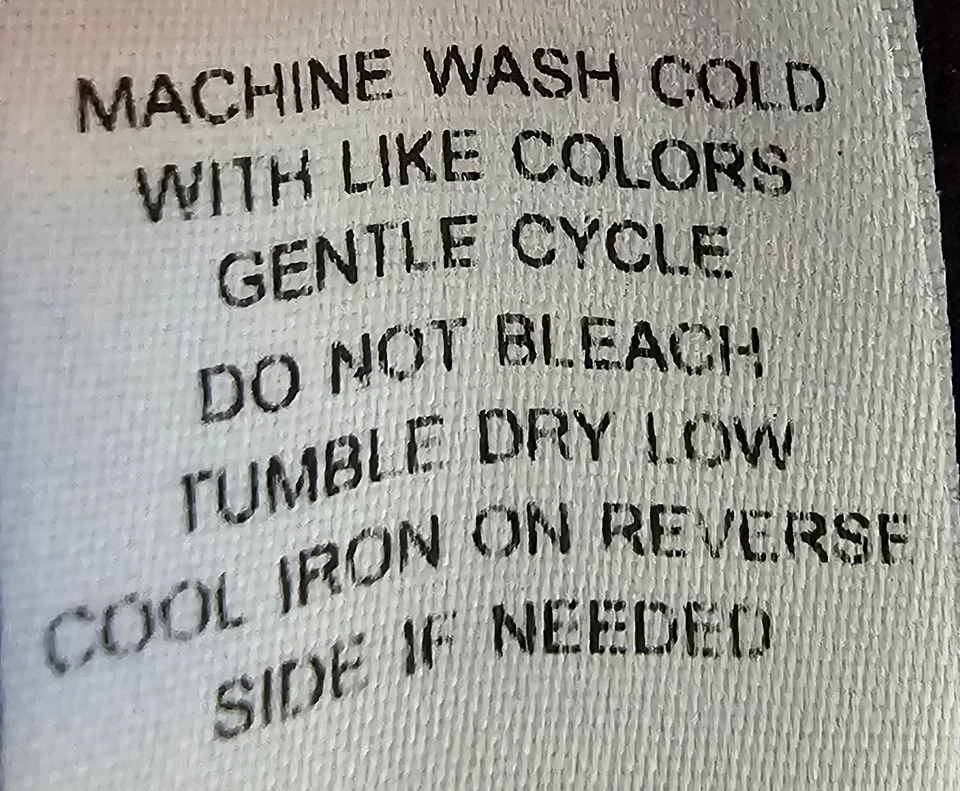 MACHINE WASH COLD
WITH LIKE COLORS
GENTLE CYCLE
DO NOT BLEACH
TUMBLE DRY LOW
COOL IRON ON REVERSE
SIDE IF NEEDED